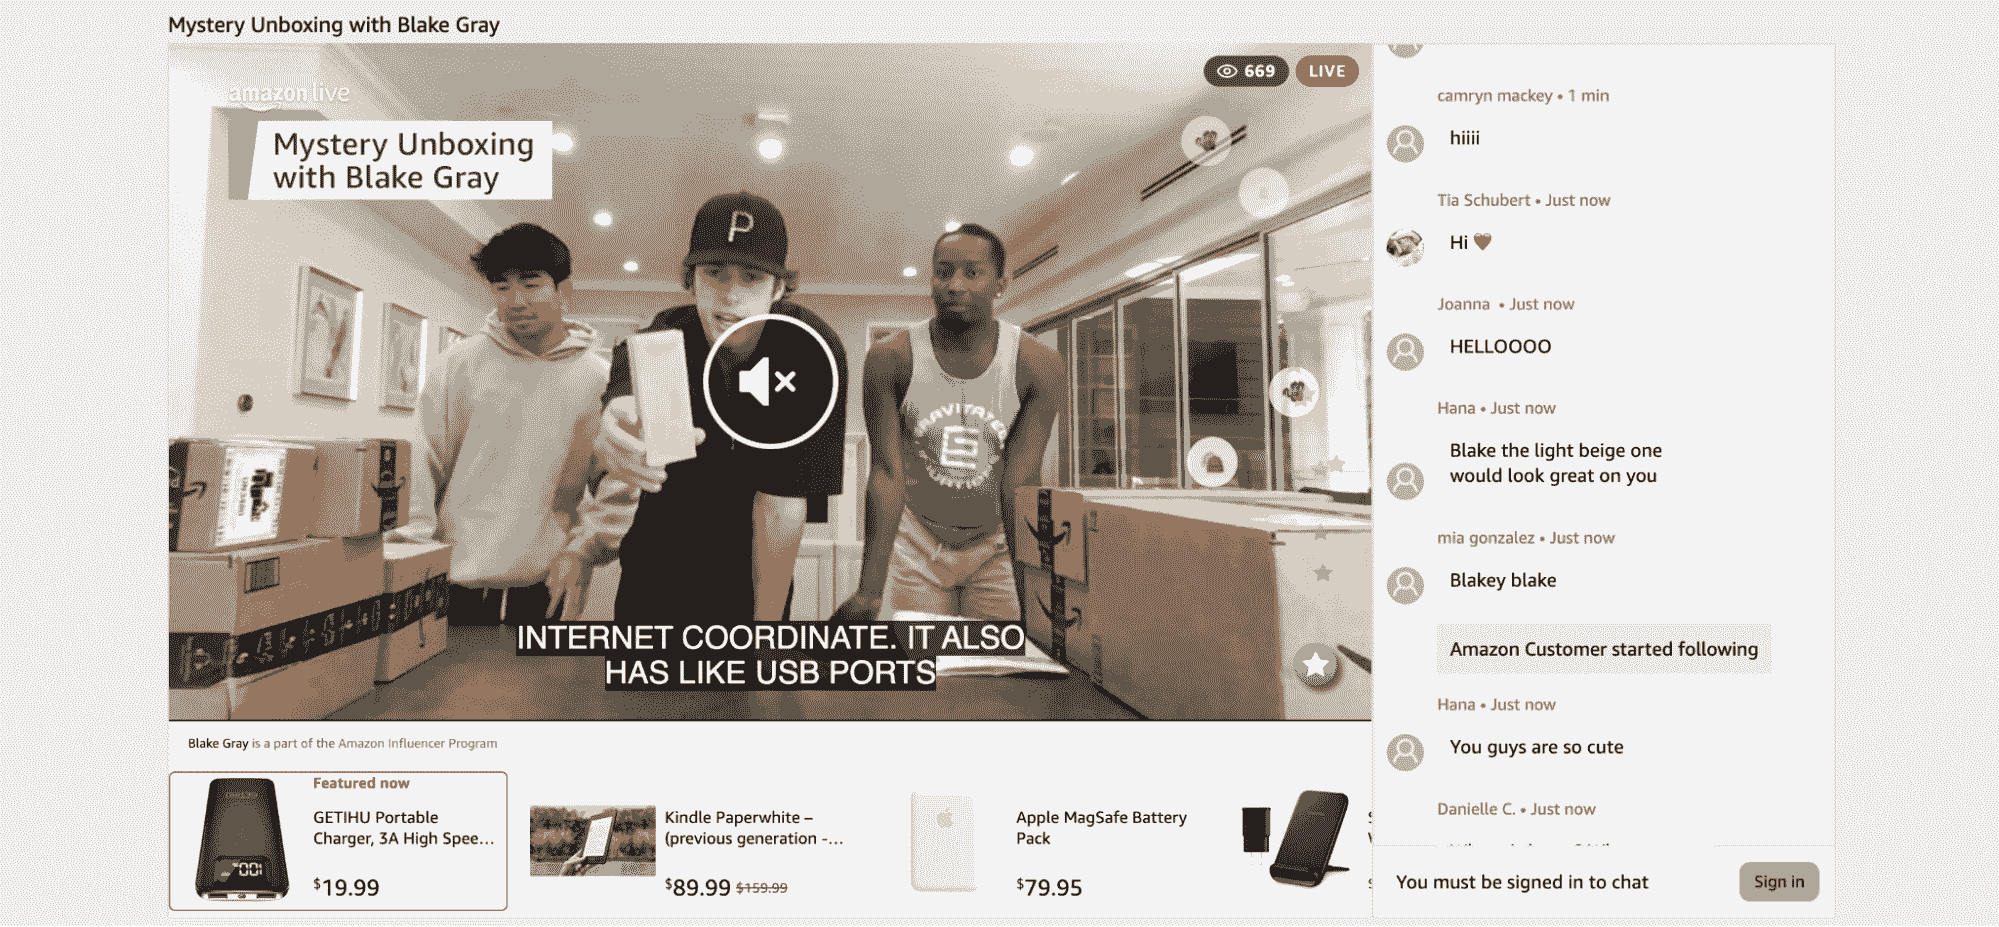 Mystery Unboxing with Blake Gray
amazon live
669
LIVE
Mystery Unboxing
with Blake Gray
P
INTERNET COORDINATE. IT ALSO
HAS LIKE USB PORTS
Blake Gray is a part of the Amazon Influencer Program
Featured now
GETIHU Portable
Charger, 3A High Spee...
$19.99
Kindle Paperwhite –
(previous generation -...
$89.99 $159.99
Apple MagSafe Battery
Pack
$79.95
camryn mackey • 1 min
hiiii
Tia Schubert • Just now
Hi ♥
Joanna • Just now
HELLOOOO
Hana • Just now
Blake the light beige one
would look great on you
mia gonzalez • Just now
Blakey blake
Amazon Customer started following
Hana • Just now
You guys are so cute
Danielle C. • Just now
You must be signed in to chat
Sign in